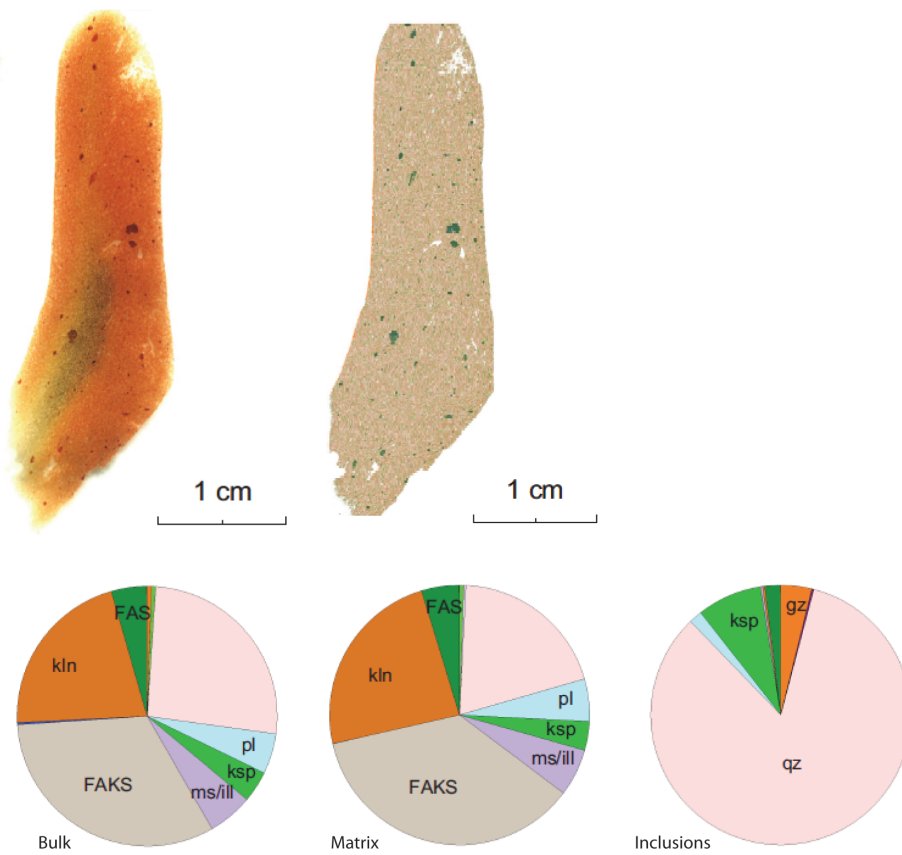 1 cm
1 cm
FAS
kln
pl
ksp
ms/ill
FAKS
Bulk
FAS
kln
pl
ksp
ms/ill
FAKS
Matrix
gz
ksp
qz
Inclusions